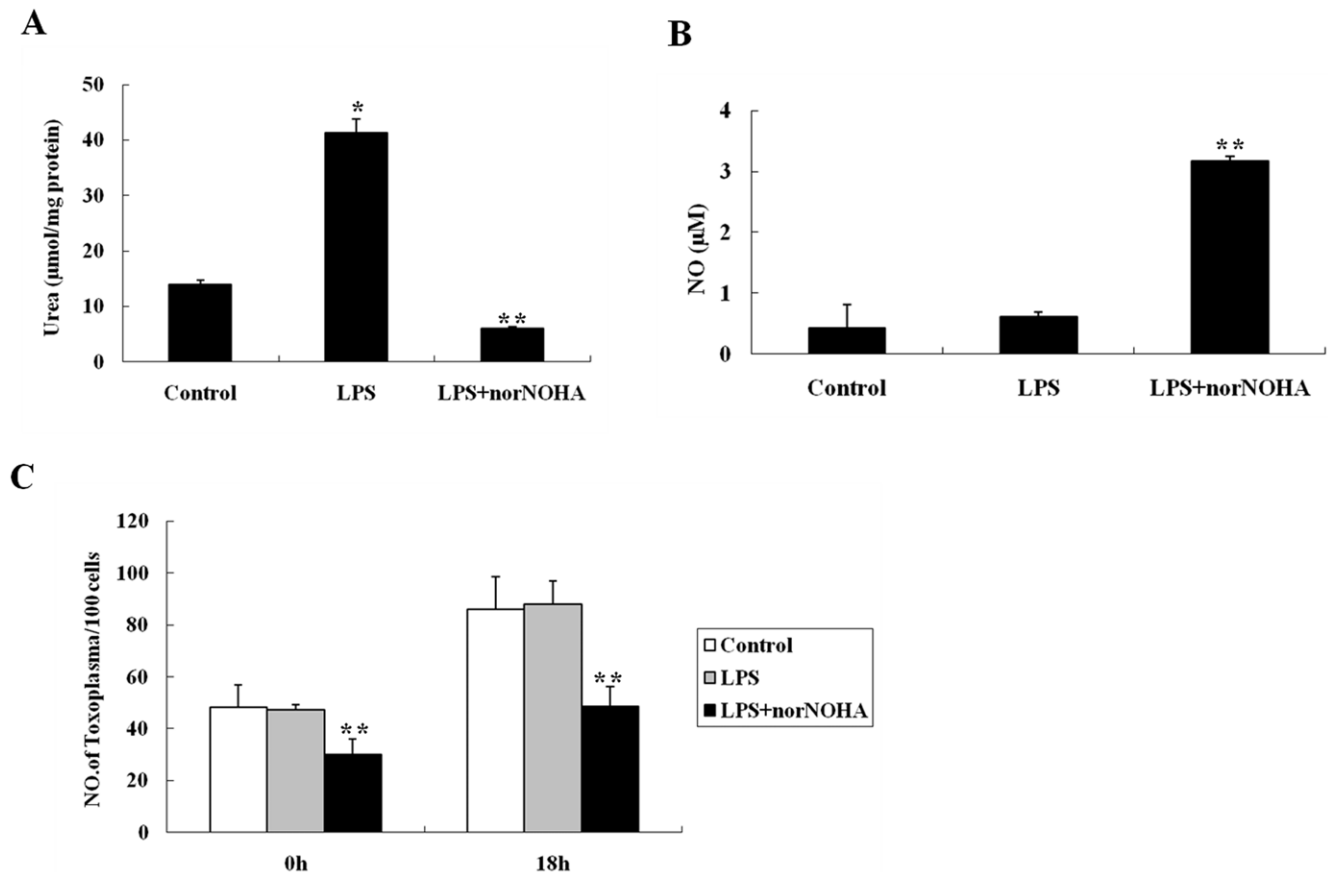 A
Urea (μmol/mg protein)
50
40
30
20
10
0
*
**
Control LPS LPS+norNOHA
B
NO (μM)
4
3
2
1
0
**
Control LPS LPS+norNOHA
C
NO.of Toxoplasma/100 cells
120
100
80
60
40
20
0
**
**
0h 18h
Control
LPS
LPS+norNOHA